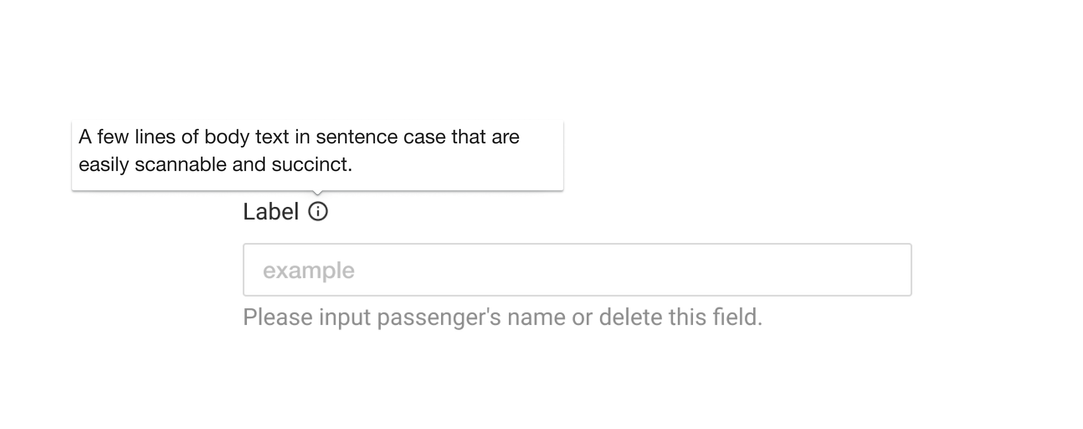 A few lines of body text in sentence case that are
easily scannable and succinct.
Label
example
Please input passenger's name or delete this field.